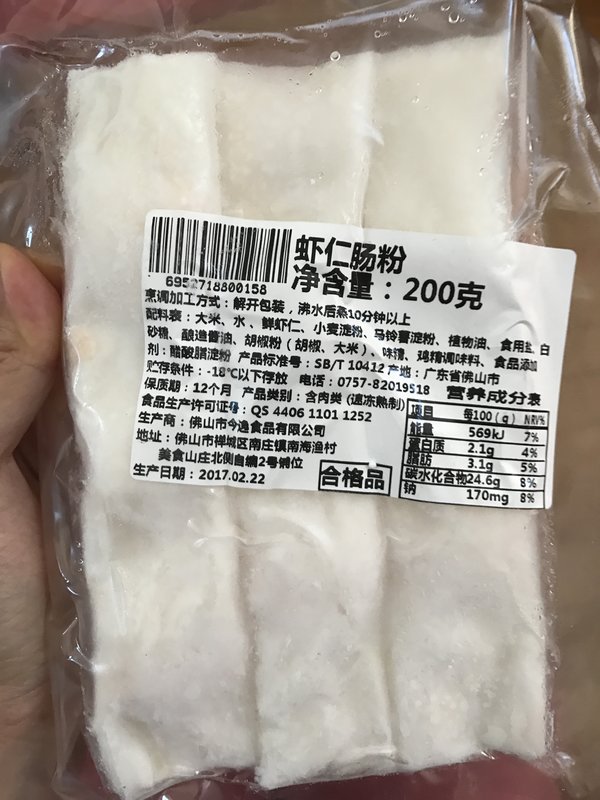 虾仁肠粉
净含量：200克
6952718800158
烹调加工方式：解开包装，沸水后蒸10分钟以上
配料表：大米、水、鲜虾仁、小麦淀粉、马铃薯淀粉、植物油、食用盐、白
砂糖、酿造酱油、胡椒粉（胡椒、大米）、味精、鸡精调味料、食品添加
剂：醋酸酯淀粉 产品标准号：SB/T 10412 产地：广东省佛山市
贮存条件：-18℃以下存放 电话：0757-82019518
保质期：12个月 产品类别：含肉类 (速冻熟制)
食品生产许可证号：QS 4406 1101 1252
生产商：佛山市今逸食品有限公司
地址：佛山市禅城区南庄镇南海渔村
美食山庄北侧自编2号铺位
生产日期：2017.02.22
合格品
营养成分表
项目 每100(g) NRV%
能量 569kJ 7%
蛋白质 2.1g 4%
脂肪 3.1g 5%
碳水化合物 24.6g 8%
钠 170mg 8%